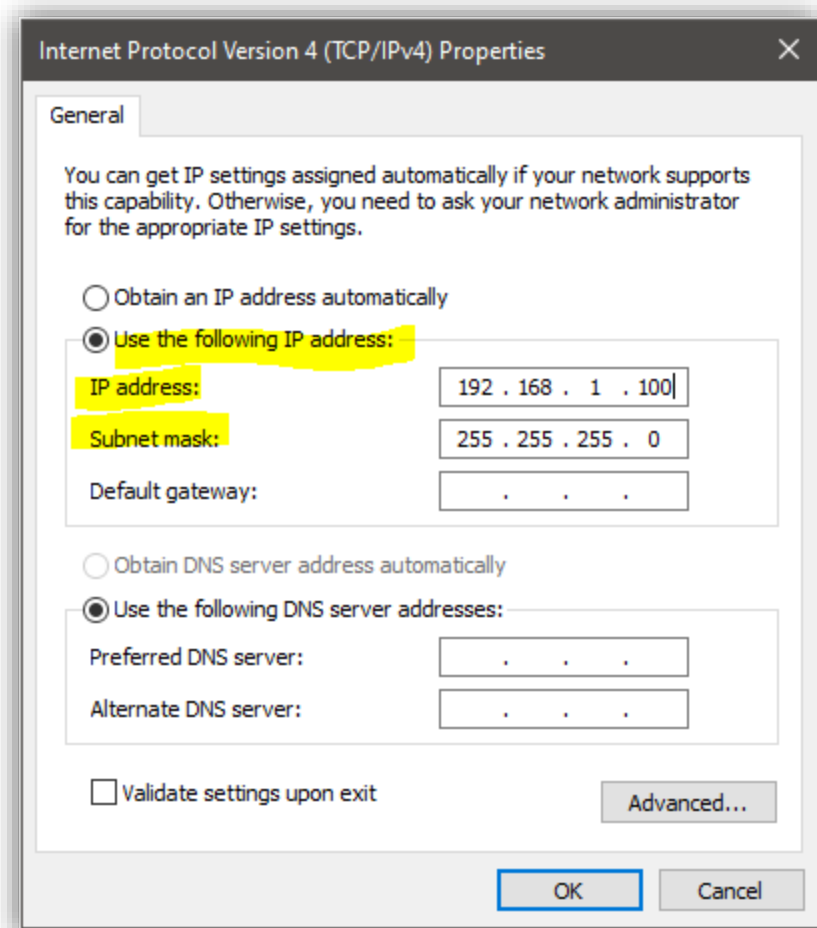 Internet Protocol Version 4 (TCP/IPv4) Properties
General
You can get IP settings assigned automatically if your network supports
this capability. Otherwise, you need to ask your network administrator
for the appropriate IP settings.
Obtain an IP address automatically
Use the following IP address:
IP address: 192 . 168 . 1 . 100
Subnet mask: 255 . 255 . 255 . 0
Default gateway: . . .
Obtain DNS server address automatically
Use the following DNS server addresses:
Preferred DNS server: . . .
Alternate DNS server: . . .
Validate settings upon exit
Advanced...
OK Cancel